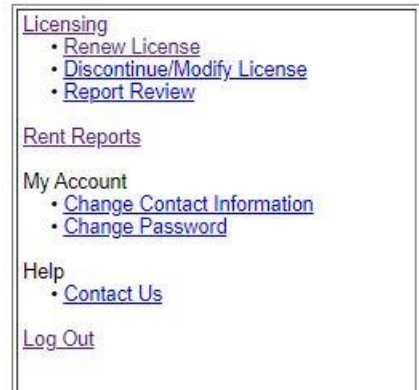 Licensing
• Renew License
• Discontinue/Modify License
• Report Review
Rent Reports
My Account
• Change Contact Information
• Change Password
Help
• Contact Us
Log Out